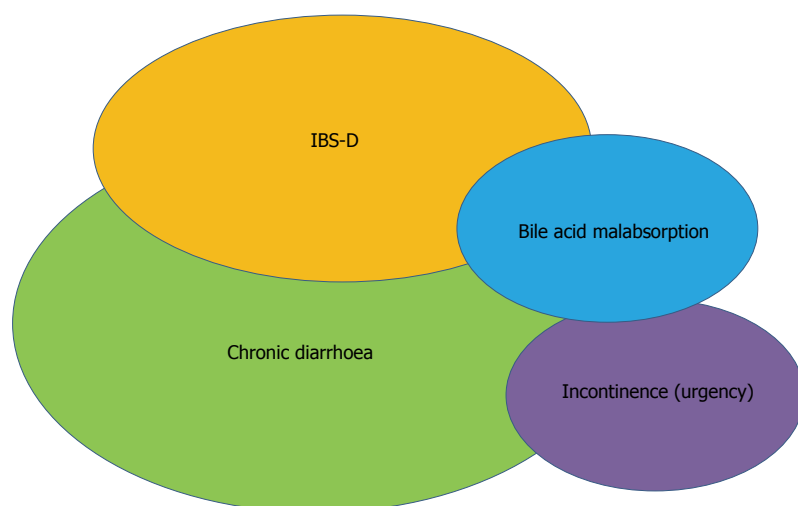 IBS-D
Bile acid malabsorption
Chronic diarrhoea
Incontinence (urgency)